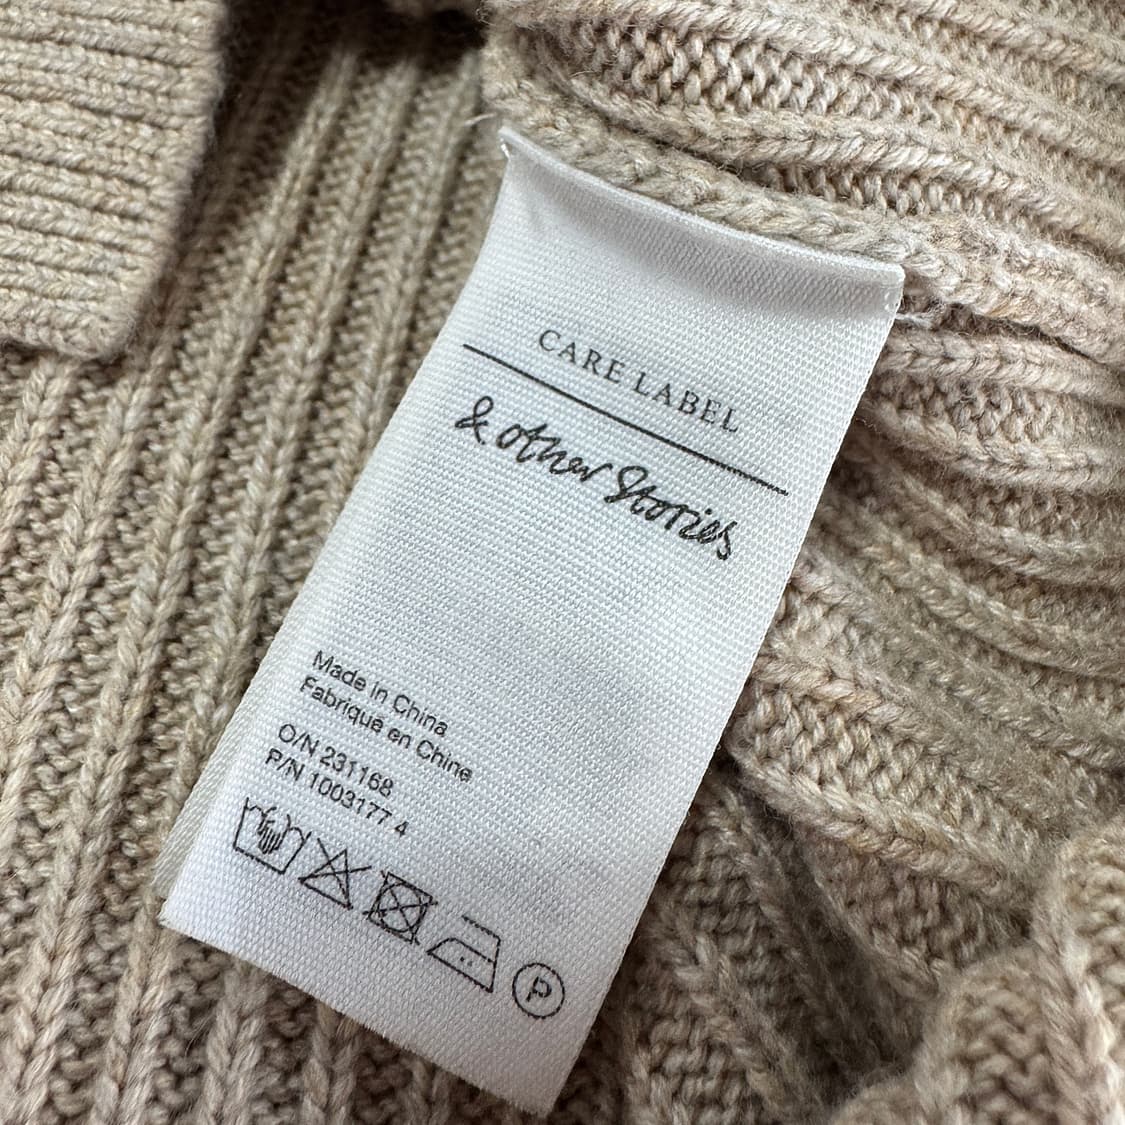 CARE LABEL
& other Stories
Made in China
Fabriqué en Chine
O/N 231168
P/N 1003177 4
P